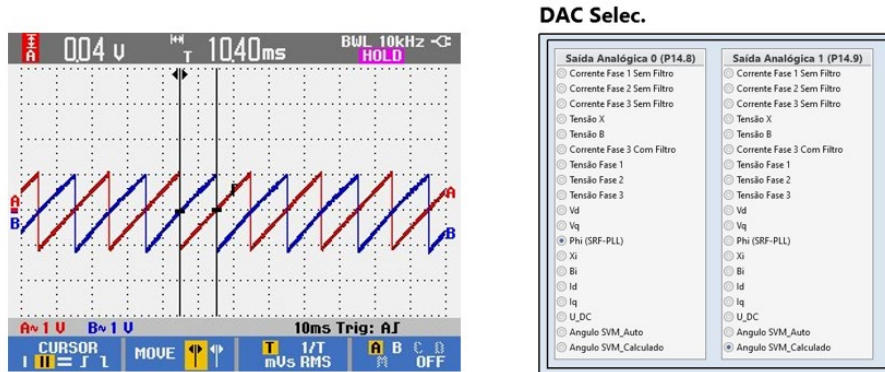 DAC Selec.
A 0.04 V T 10.40ms BWL 10kHz
HOLD
A
B
A
B
A~ 1 V B~ 1 V 10ms Trig: A
CURSOR MOVE T 1/T A B C D
mVs RMS M OFF
Saída Analógica 0 (P14.8)
Corrente Fase 1 Sem Filtro
Corrente Fase 2 Sem Filtro
Corrente Fase 3 Sem Filtro
Tensão X
Tensão B
Corrente Fase 3 Com Filtro
Tensão Fase 1
Tensão Fase 2
Tensão Fase 3
Vd
Vq
Phi (SRF-PLL)
Xi
Bi
Id
Iq
U_DC
Angulo SVM_Auto
Angulo SVM_Calculado
Saída Analógica 1 (P14.9)
Corrente Fase 1 Sem Filtro
Corrente Fase 2 Sem Filtro
Corrente Fase 3 Sem Filtro
Tensão X
Tensão B
Corrente Fase 3 Com Filtro
Tensão Fase 1
Tensão Fase 2
Tensão Fase 3
Vd
Vq
Phi (SRF-PLL)
Xi
Bi
Id
Iq
U_DC
Angulo SVM_Auto
Angulo SVM_Calculado